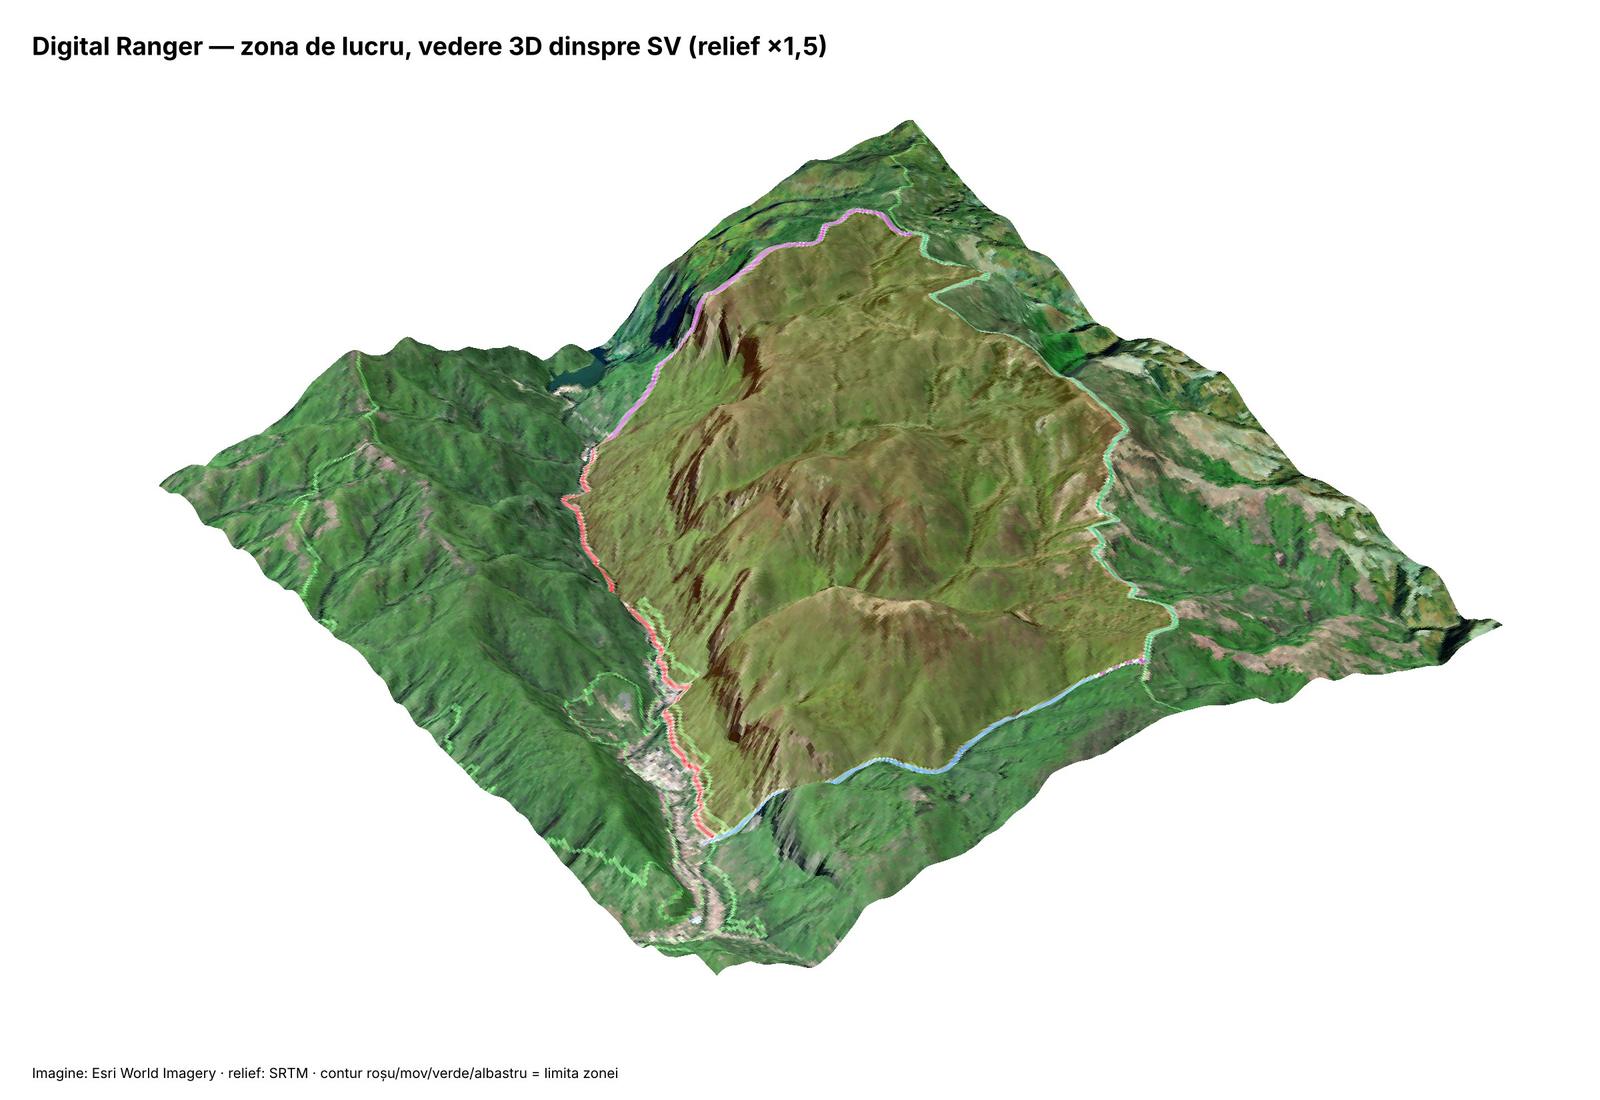 Digital Ranger — zona de lucru, vedere 3D dinspre SV (relief ×1,5)
Imagine: Esri World Imagery · relief: SRTM · contur roșu/mov/verde/albastru = limita zonei